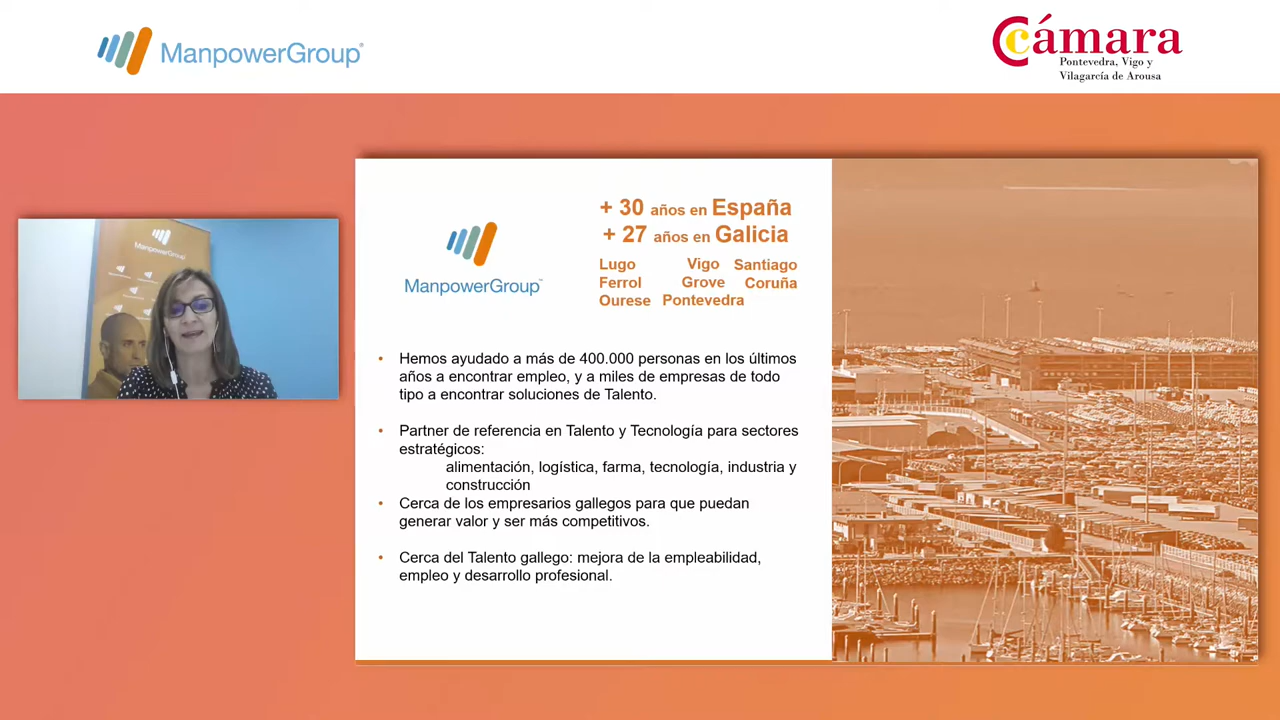 ManpowerGroup®
Cámara
Pontevedra, Vigo y
Vilagarcía de Arousa
ManpowerGroup
ManpowerGroup™
+ 30 años en España
+ 27 años en Galicia
Lugo Vigo Santiago
Ferrol Grove Coruña
Ourese Pontevedra
• Hemos ayudado a más de 400.000 personas en los últimos
años a encontrar empleo, y a miles de empresas de todo
tipo a encontrar soluciones de Talento.
• Partner de referencia en Talento y Tecnología para sectores
estratégicos:
alimentación, logística, farma, tecnología, industria y
construcción
• Cerca de los empresarios gallegos para que puedan
generar valor y ser más competitivos.
• Cerca del Talento gallego: mejora de la empleabilidad,
empleo y desarrollo profesional.